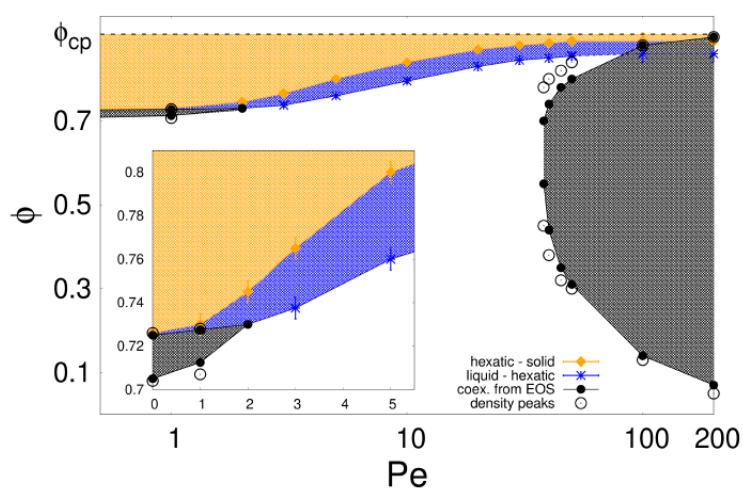 ϕcp
0.7
0.5
0.3
0.1
ϕ
1
10
100
200
Pe
0.8
0.78
0.76
0.74
0.72
0.7
0
1
2
3
4
5
hexatic - solid
liquid - hexatic
coex. from EOS
density peaks